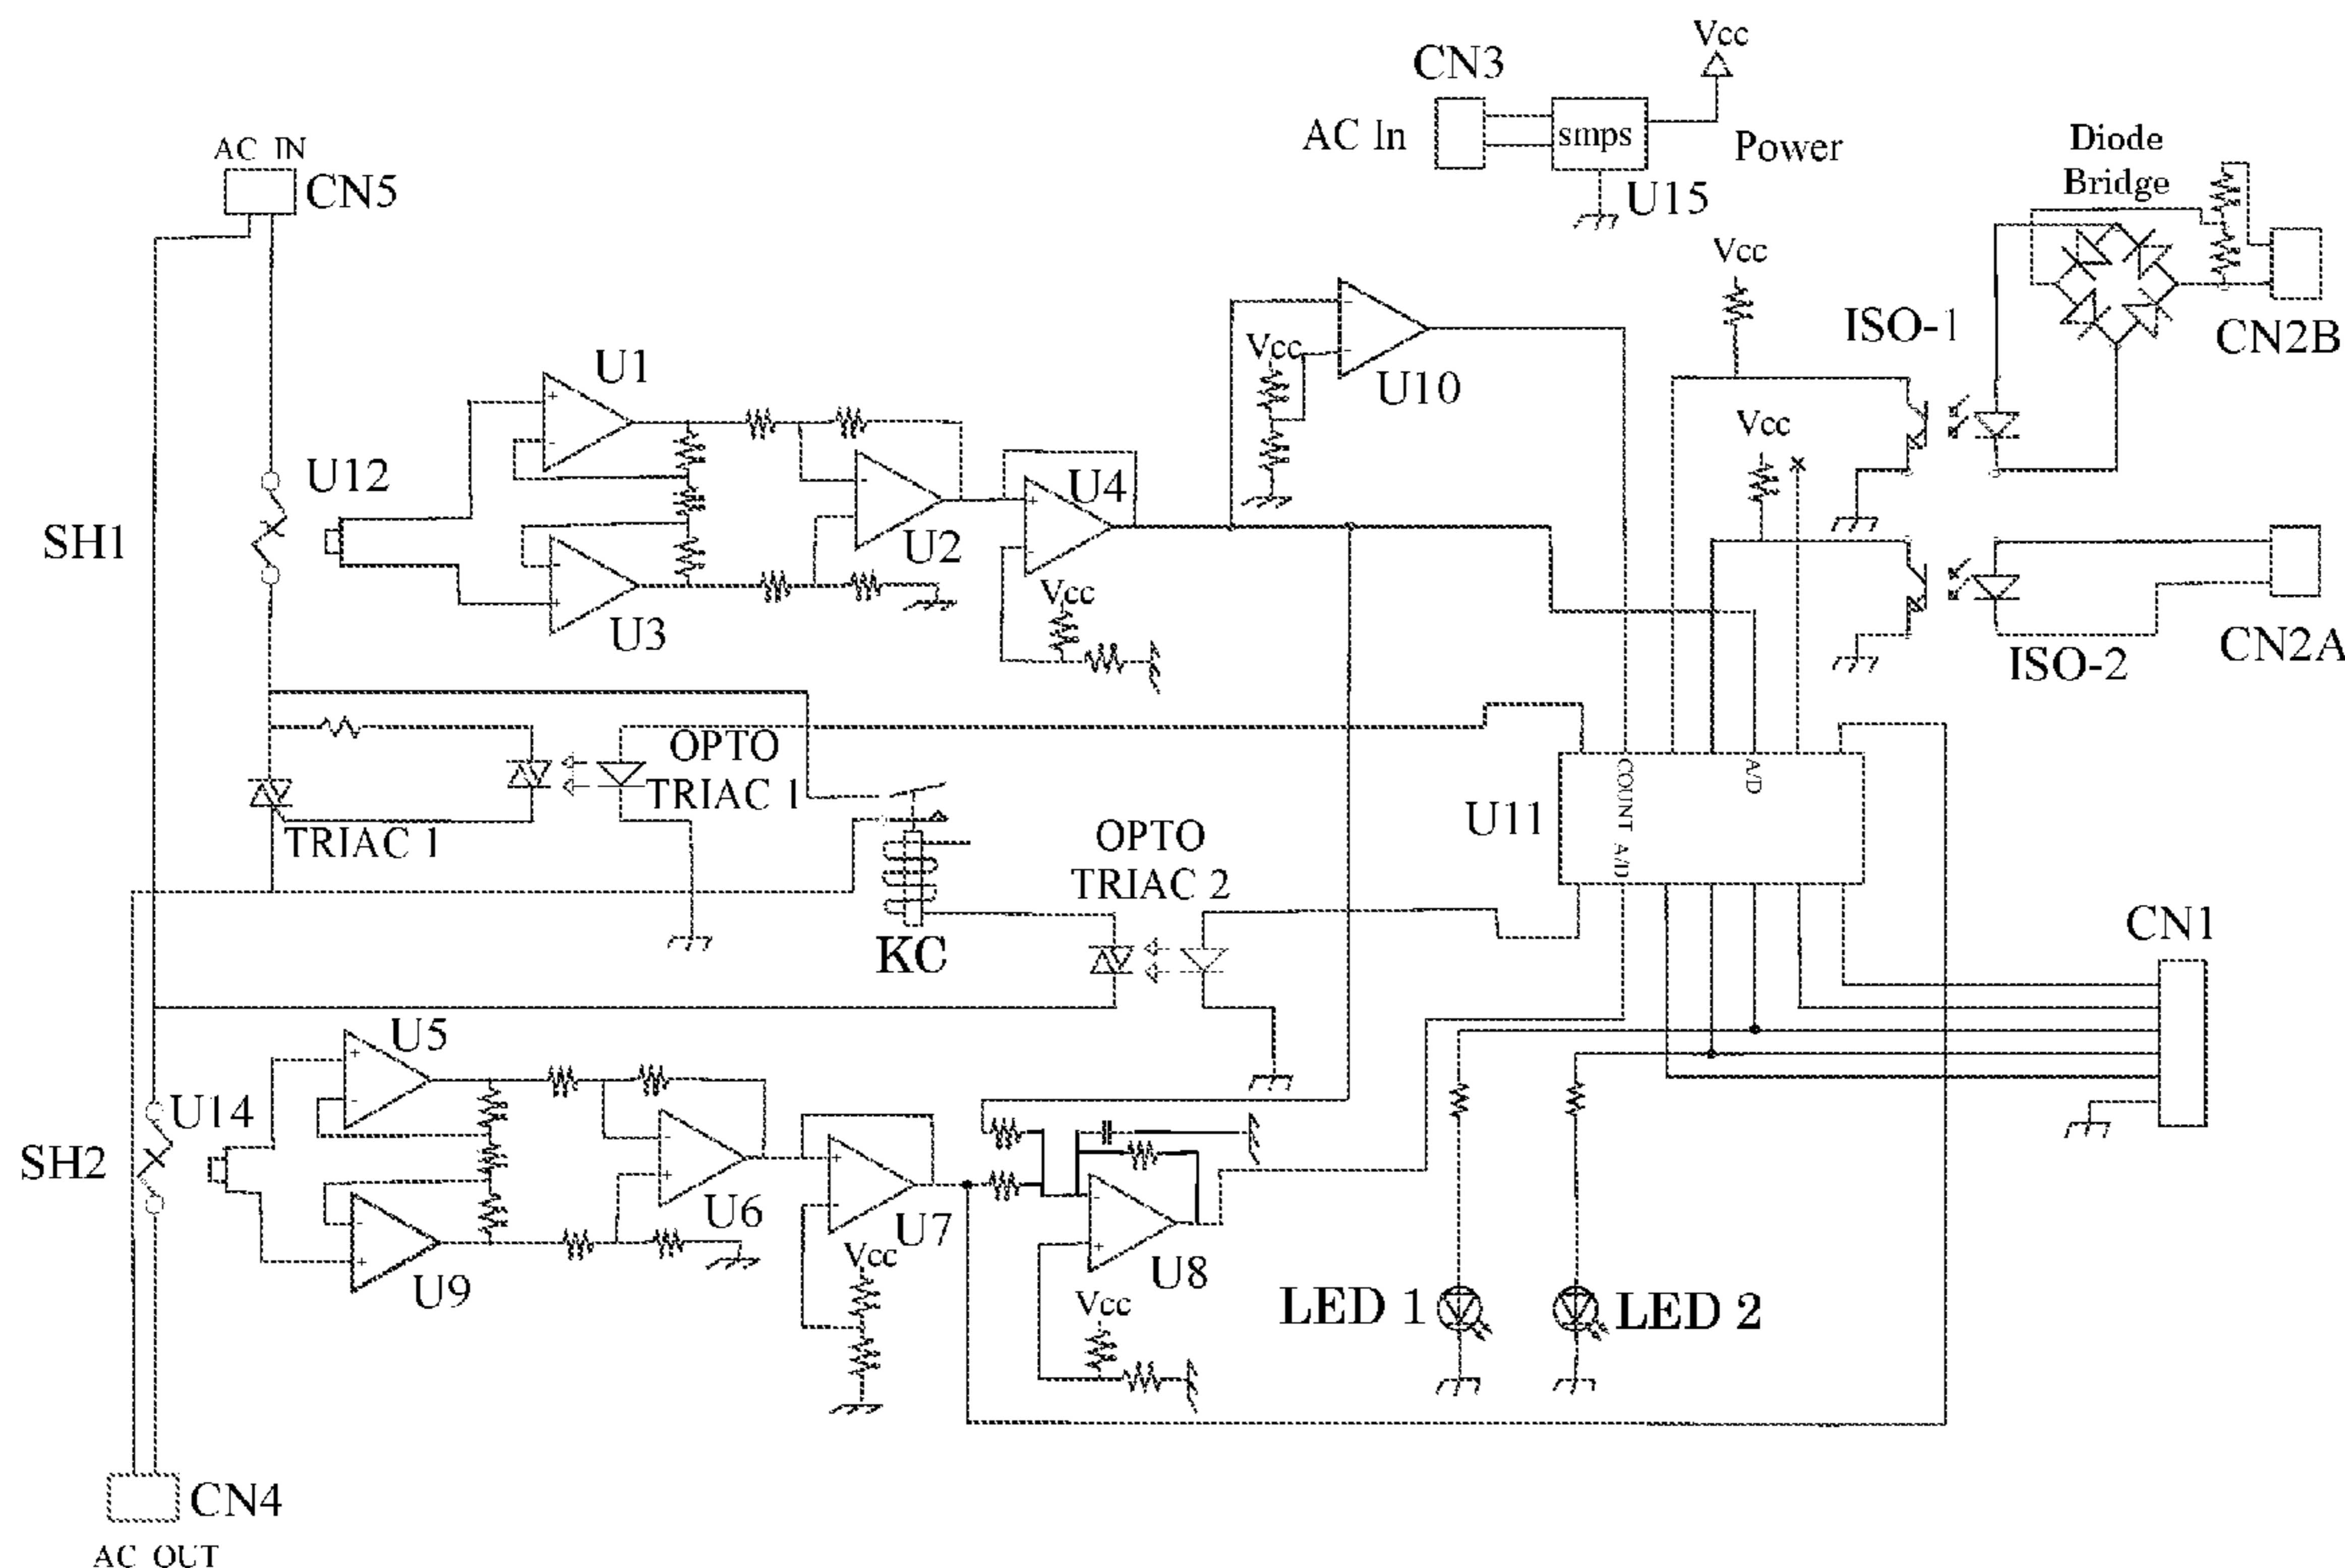 Vcc
CN3
AC In
smps
Power
U15
Diode
Bridge
AC IN
CN5
Vcc
ISO-1
CN2B
U1
Vcc
U10
Vcc
U12
U4
SH1
U2
Vcc
U3
ISO-2
CN2A
OPTO
TRIAC 1
TRIAC 1
COUNT
A/D
U11
A/D
OPTO
TRIAC 2
KC
CN1
U5
U14
SH2
U6
U7
Vcc
U8
U9
Vcc
LED 1
LED 2
CN4
AC OUT